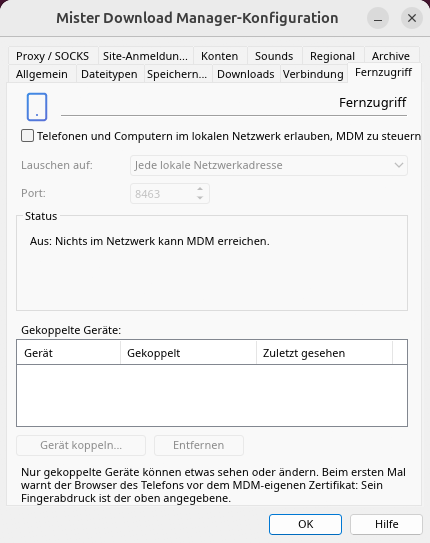 Mister Download Manager-Konfiguration
Proxy / SOCKS Site-Anmeldun... Konten Sounds Regional Archive
Allgemein Dateitypen Speichern... Downloads Verbindung Fernzugriff
Fernzugriff
Telefonen und Computern im lokalen Netzwerk erlauben, MDM zu steuern
Lauschen auf: Jede lokale Netzwerkadresse
Port: 8463
Status
Aus: Nichts im Netzwerk kann MDM erreichen.
Gekoppelte Geräte:
Gerät Gekoppelt Zuletzt gesehen
Gerät koppeln... Entfernen
Nur gekoppelte Geräte können etwas sehen oder ändern. Beim ersten Mal
warnt der Browser des Telefons vor dem MDM-eigenen Zertifikat: Sein
Fingerabdruck ist der oben angegebene.
OK Hilfe